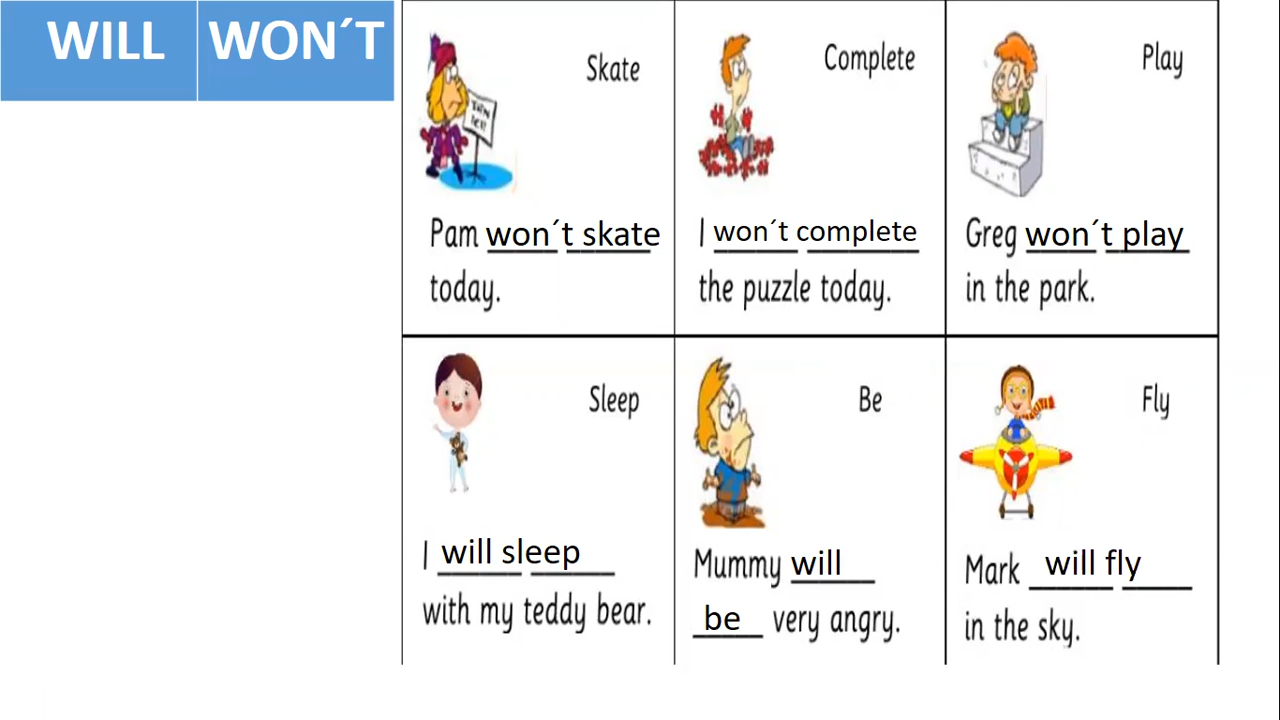 WILL WON´T
Skate
Pam won´t skate
today.
Complete
I won´t complete
the puzzle today.
Play
Greg won´t play
in the park.
Sleep
I will sleep
with my teddy bear.
Be
Mummy will
be very angry.
Fly
Mark will fly
in the sky.